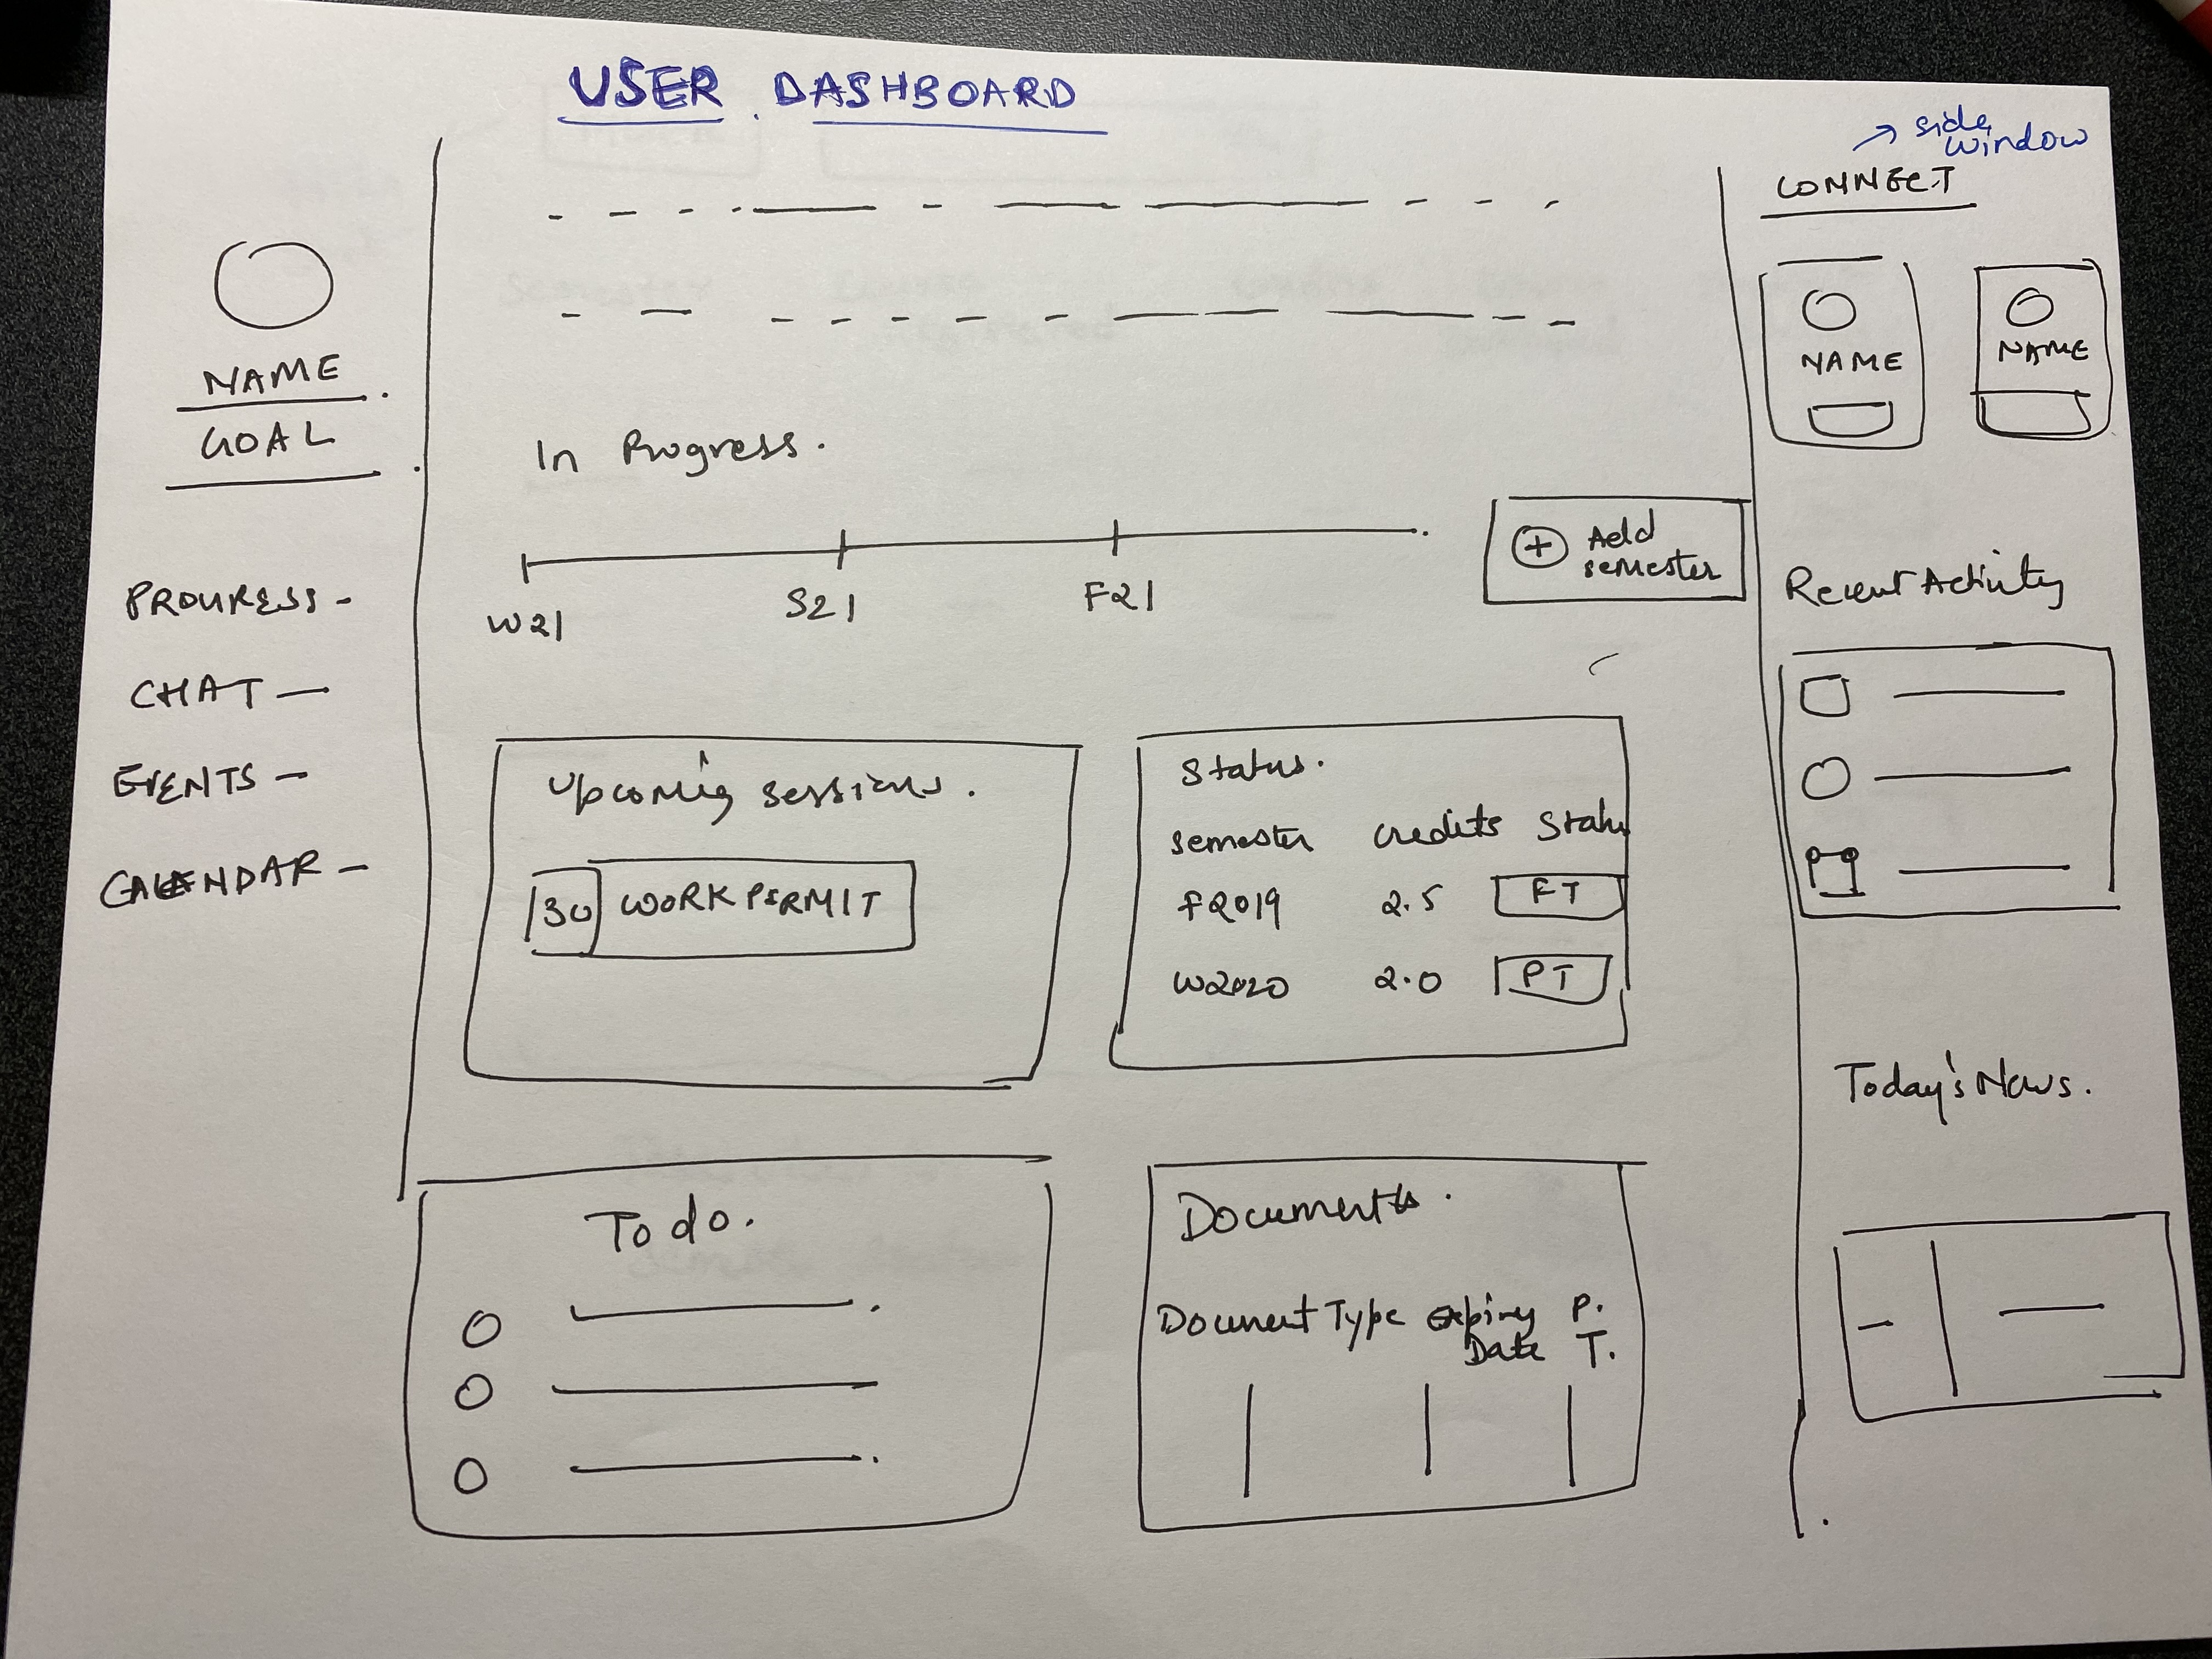 USER. DASHBOARD
→ side window
NAME
GOAL
PROGRESS -
CHAT —
EVENTS -
CALENDAR -
In Progress.
W21 S21 F21
+ Add semester
Upcoming Sessions.
30 WORK PERMIT
Status.
Semester Credits Status
F2019 2.5 FT
W2020 2.0 PT
To do.
Documents.
Document Type Expiry Date P. T.
CONNECT
NAME NAME
Recent Activity
Today's News.